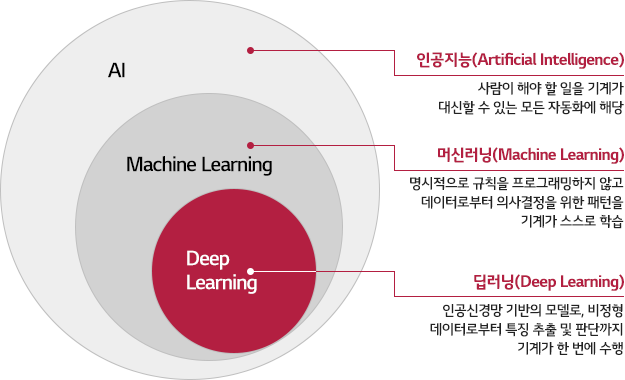 AI
Machine Learning
Deep
Learning
인공지능(Artificial Intelligence)
사람이 해야 할 일을 기계가
대신할 수 있는 모든 자동화에 해당
머신러닝(Machine Learning)
명시적으로 규칙을 프로그래밍하지 않고
데이터로부터 의사결정을 위한 패턴을
기계가 스스로 학습
딥러닝(Deep Learning)
인공신경망 기반의 모델로, 비정형
데이터로부터 특징 추출 및 판단까지
기계가 한 번에 수행